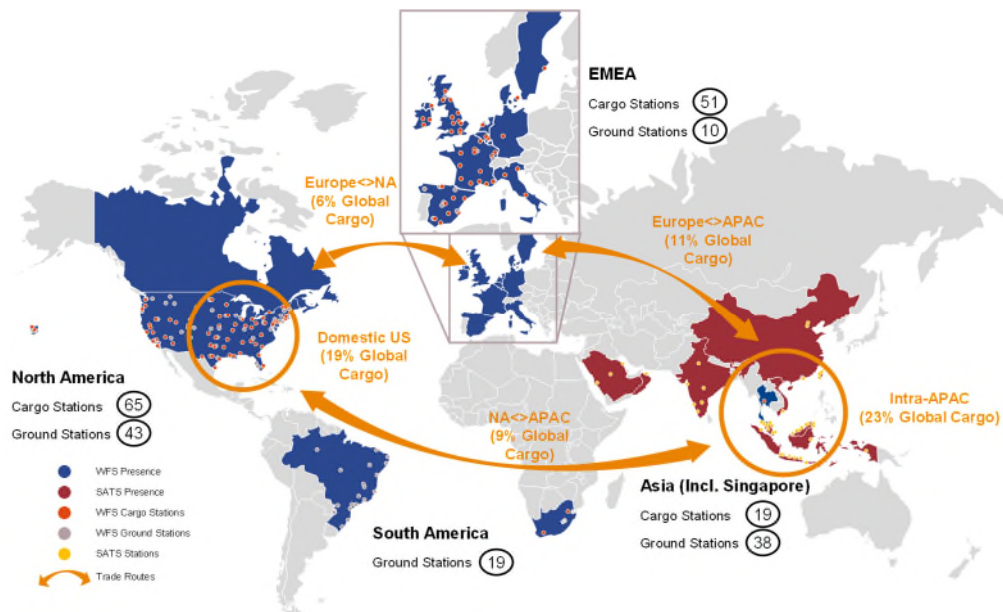 EMEA
Cargo Stations 51
Ground Stations 10
Europe<>NA
(6% Global
Cargo)
Europe<>APAC
(11% Global
Cargo)
Domestic US
(19% Global
Cargo)
North America
Cargo Stations 65
Ground Stations 43
NA<>APAC
(9% Global
Cargo)
Intra-APAC
(23% Global Cargo)
WFS Presence
SATS Presence
WFS Cargo Stations
WFS Ground Stations
SATS Stations
Trade Routes
South America
Ground Stations 19
Asia (Incl. Singapore)
Cargo Stations 19
Ground Stations 38